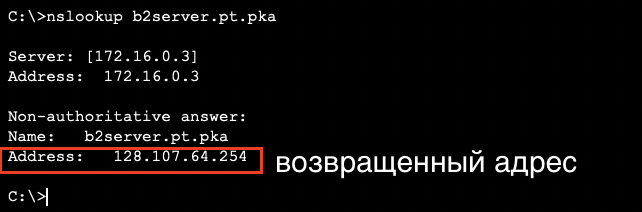 C:\>nslookup b2server.pt.pka
Server: [172.16.0.3]
Address:  172.16.0.3
Non-authoritative answer:
Name:   b2server.pt.pka
Address:   128.107.64.254 возвращенный адрес
C:\>